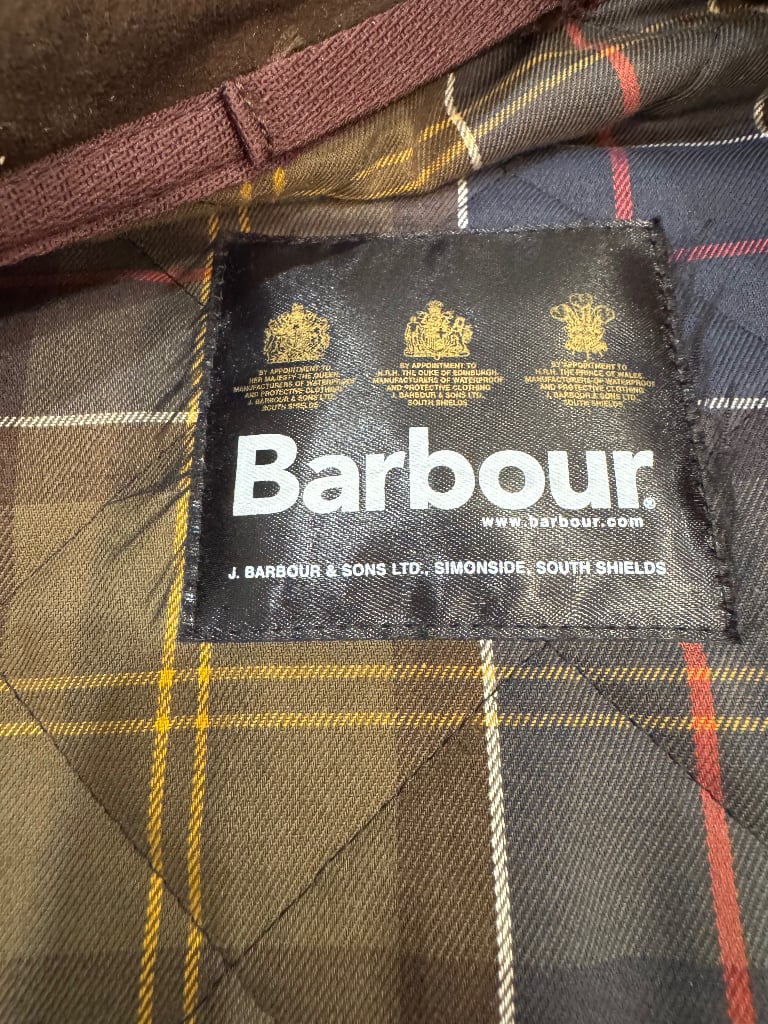 BY APPOINTMENT TO
HER MAJESTY THE QUEEN
MANUFACTURERS OF WATERPROOF
AND PROTECTIVE CLOTHING
J. BARBOUR & SONS LTD.
SOUTH SHIELDS
BY APPOINTMENT TO
H.R.H. THE DUKE OF EDINBURGH
MANUFACTURERS OF WATERPROOF
AND PROTECTIVE CLOTHING
J. BARBOUR & SONS LTD.
SOUTH SHIELDS
BY APPOINTMENT TO
H.R.H. THE PRINCE OF WALES
MANUFACTURERS OF WATERPROOF
AND PROTECTIVE CLOTHING
J. BARBOUR & SONS LTD.
SOUTH SHIELDS
Barbour®
www.barbour.com
J. BARBOUR & SONS LTD., SIMONSIDE, SOUTH SHIELDS